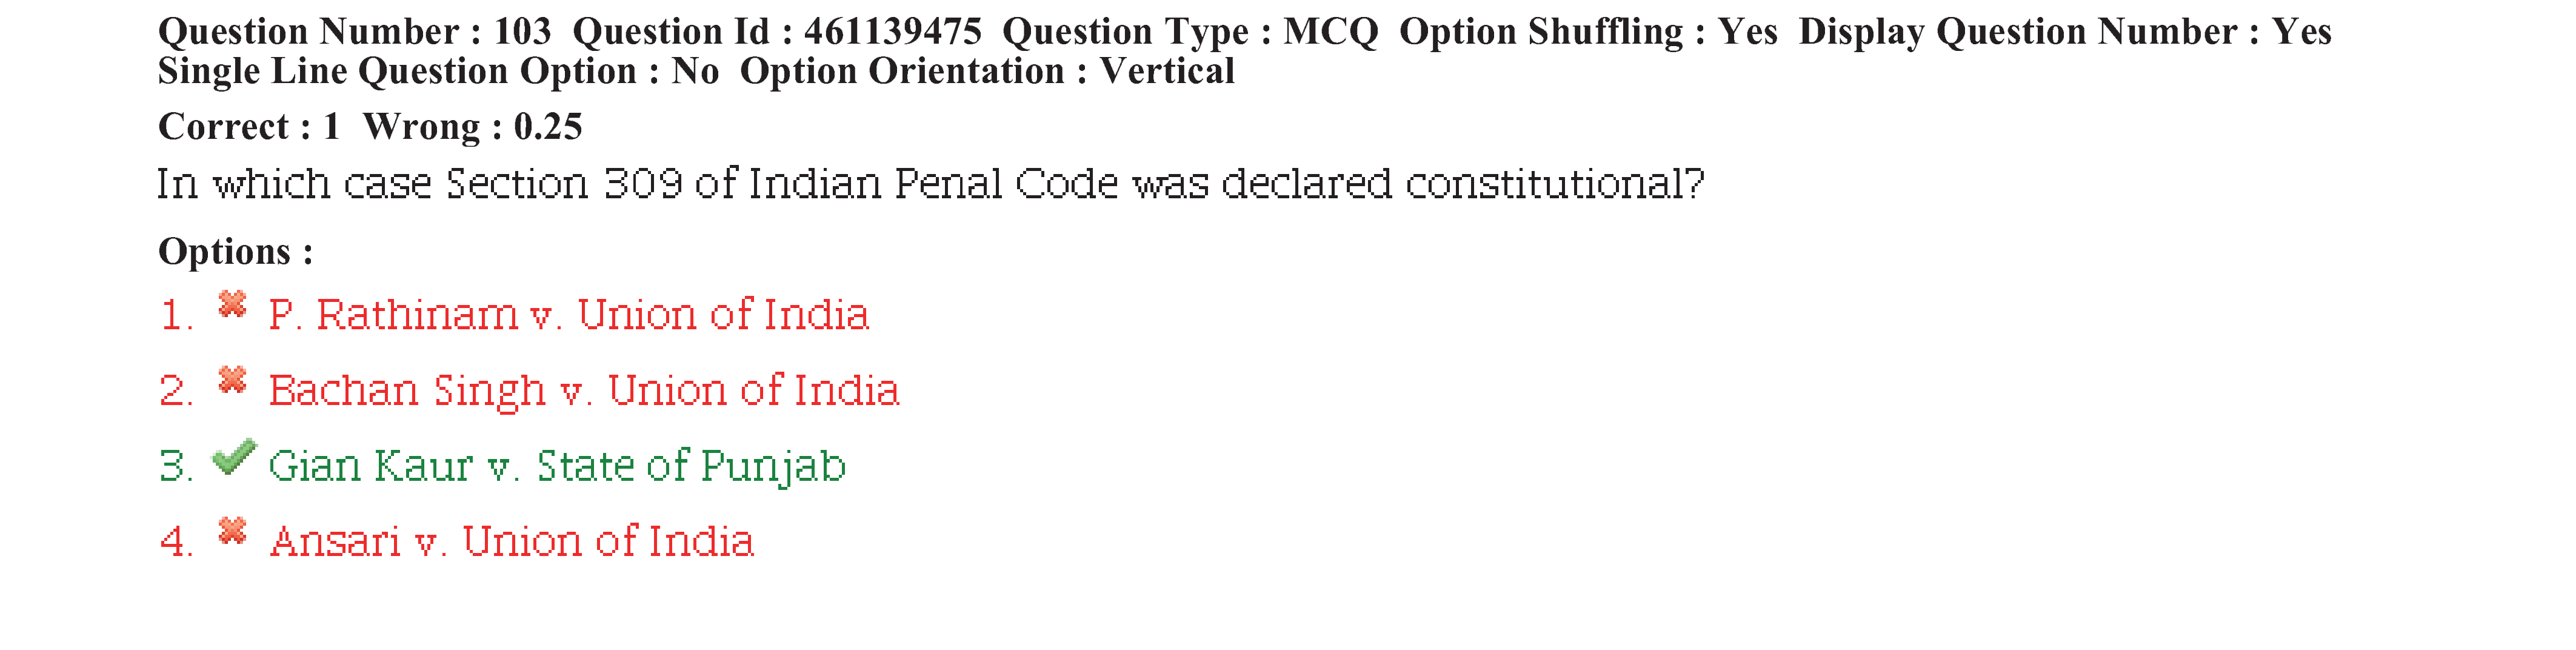 Question Number : 103 Question Id : 461139475 Question Type : MCQ Option Shuffling : Yes Display Question Number : Yes
Single Line Question Option : No Option Orientation : Vertical
Correct : 1 Wrong : 0.25
In which case Section 309 of Indian Penal Code was declared constitutional?
Options :
1. P. Rathinam v. Union of India
2. Bachan Singh v. Union of India
3. Gian Kaur v. State of Punjab
4. Ansari v. Union of India